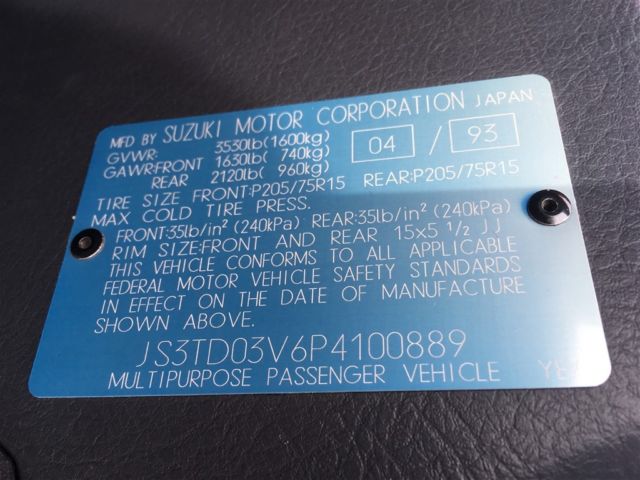 MFD BY SUZUKI MOTOR CORPORATION JAPAN
GVWR: 3530lb(1600kg) 04 / 93
GAWR:FRONT 1630lb( 740kg)
REAR 2120lb( 960kg)
TIRE SIZE FRONT:P205/75R15 REAR:P205/75R15
MAX COLD TIRE PRESS.
FRONT:35lb/in² (240kPa) REAR:35lb/in² (240kPa)
RIM SIZE:FRONT AND REAR 15x5 1/2 JJ
THIS VEHICLE CONFORMS TO ALL APPLICABLE
FEDERAL MOTOR VEHICLE SAFETY STANDARDS
IN EFFECT ON THE DATE OF MANUFACTURE
SHOWN ABOVE.
JS3TD03V6P4100889
MULTIPURPOSE PASSENGER VEHICLE